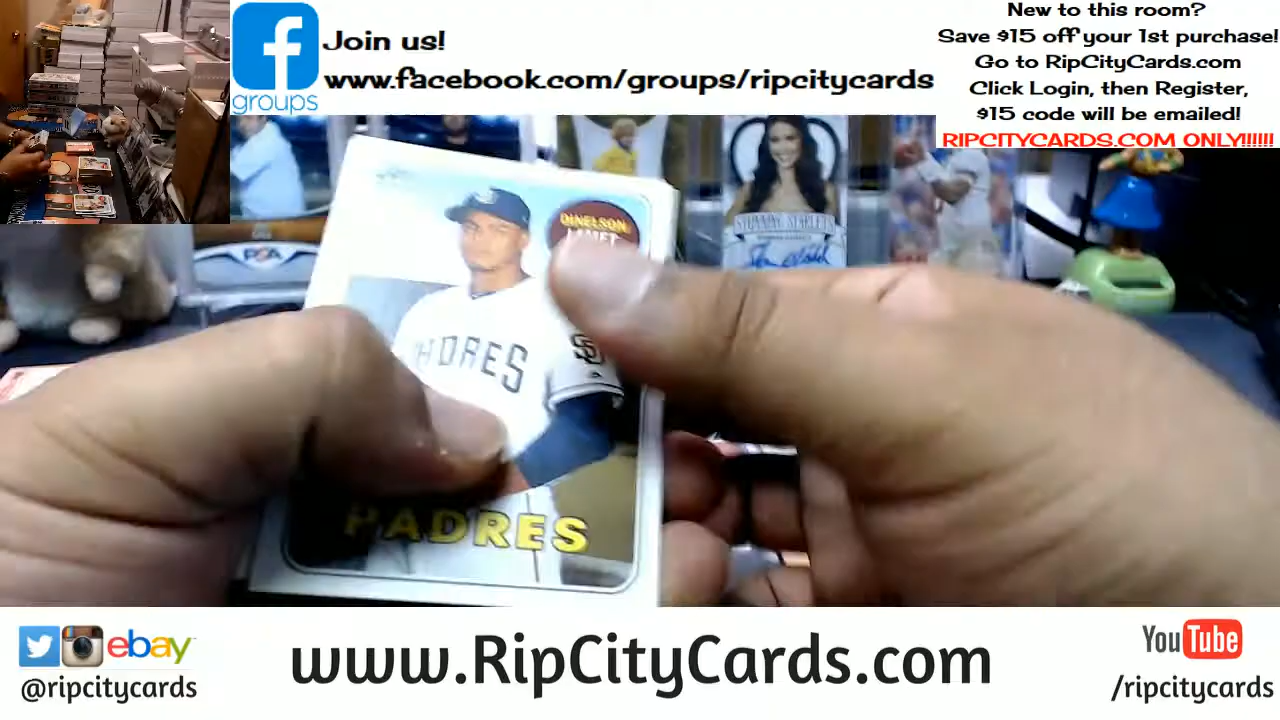 Join us!
www.facebook.com/groups/ripcitycards
groups
New to this room?
Save $15 off your 1st purchase!
Go to RipCityCards.com
Click Login, then Register,
$15 code will be emailed!
RIPCITYCARDS.COM ONLY!!!!!!
PSA
DINELSON
LAMET
PADRES
SD
PADRES
ebay
@ripcitycards
www.RipCityCards.com
YouTube
/ripcitycards